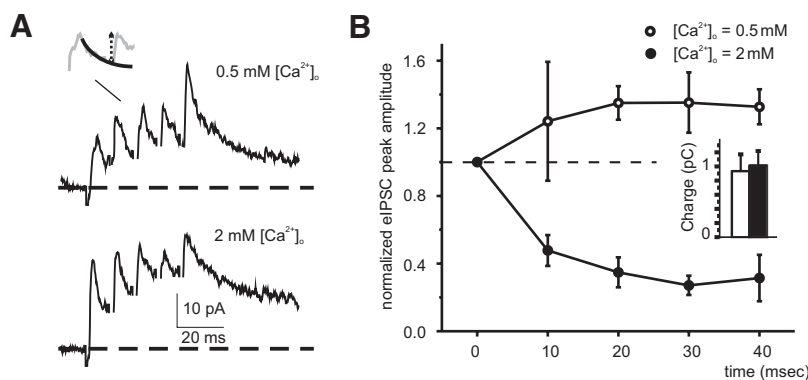 A
0.5 mM [Ca²⁺]ₒ
2 mM [Ca²⁺]ₒ
10 pA
20 ms
B
[Ca²⁺]ₒ = 0.5 mM
[Ca²⁺]ₒ = 2 mM
normalized eIPSC peak amplitude
1.6
1.2
0.8
0.4
0.0
Charge (pC)
1
0
0
10
20
30
40
time (msec)